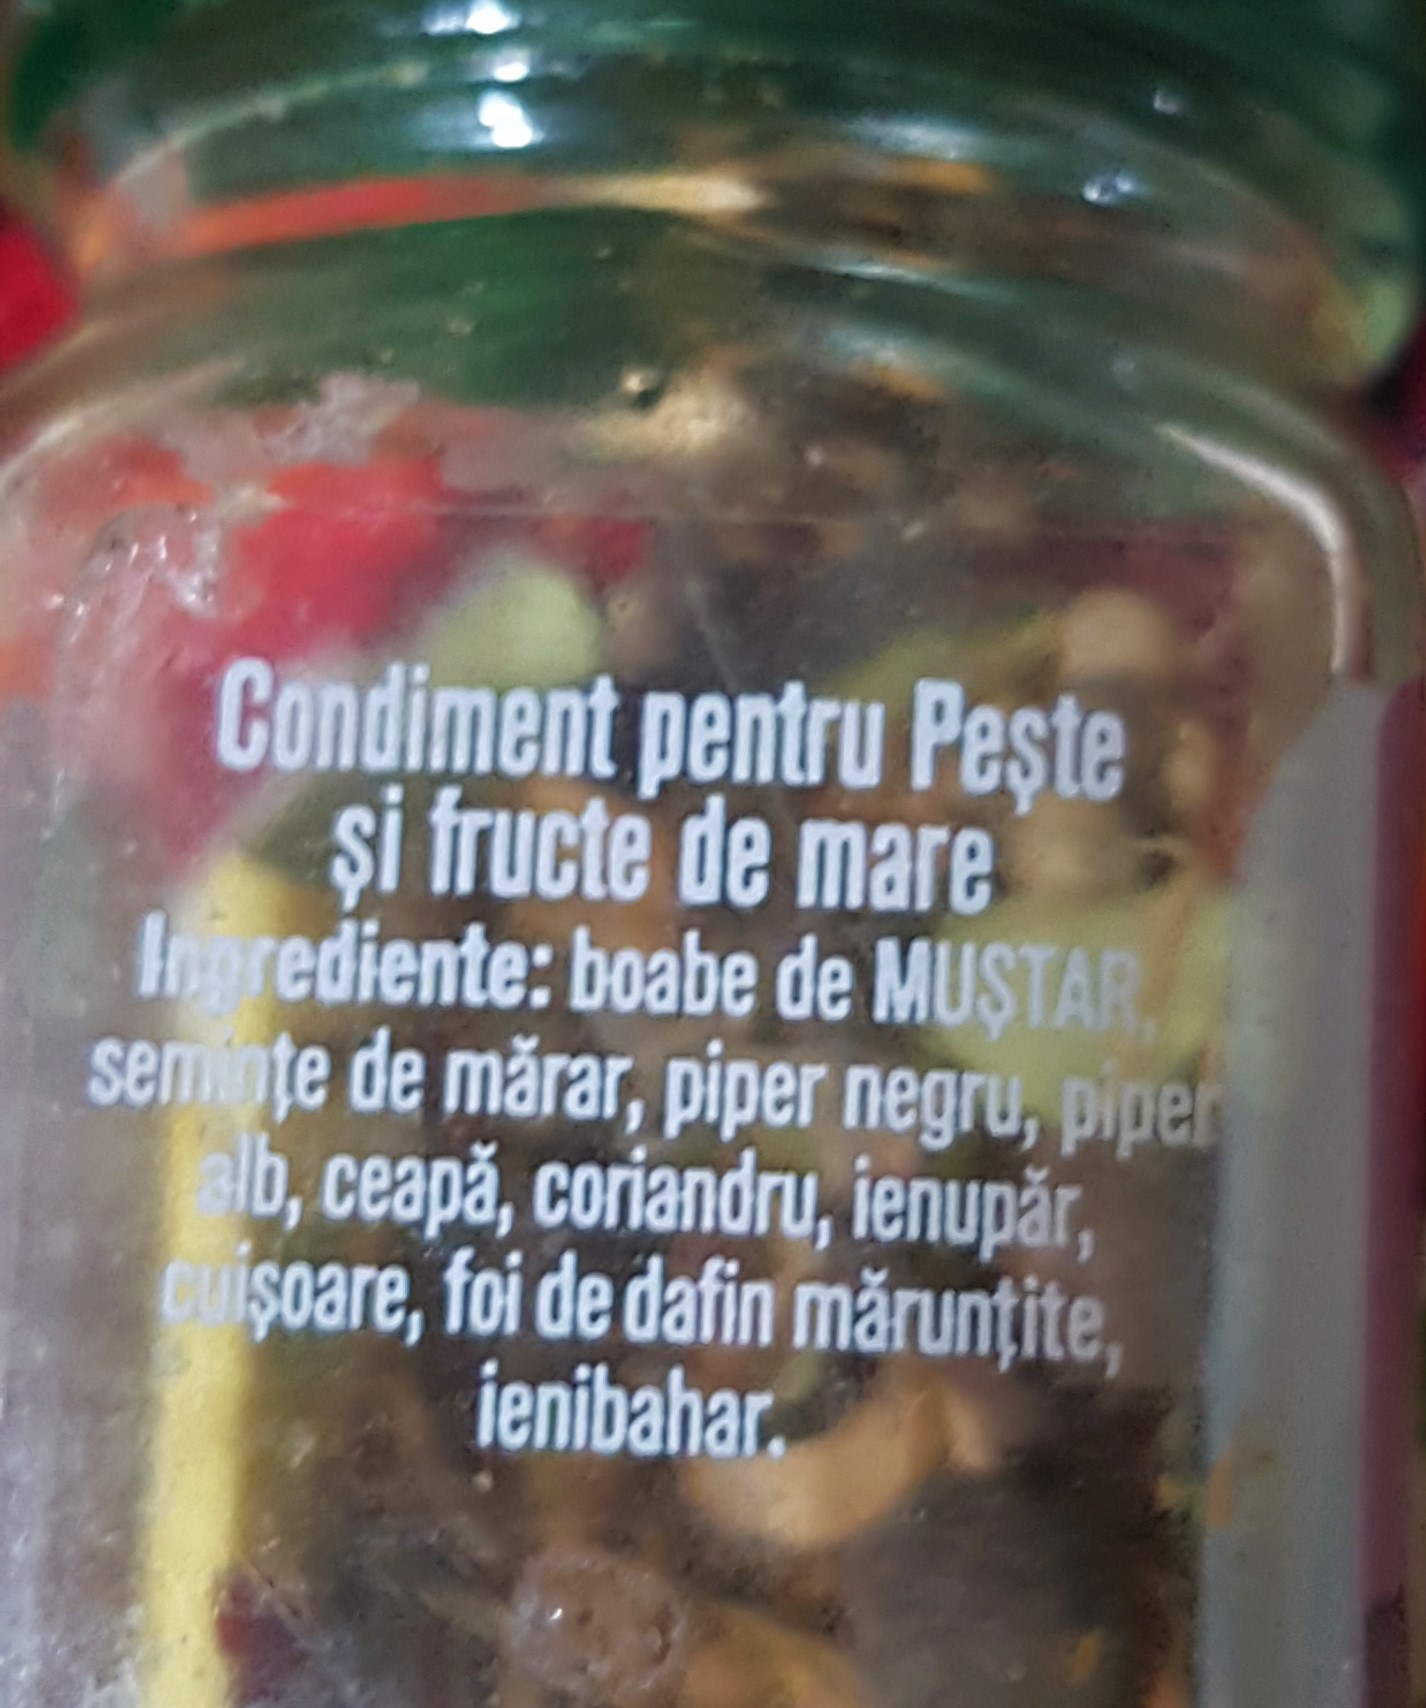 Condiment pentru Pește
și fructe de mare
Ingrediente: boabe de MUȘTAR,
semințe de mărar, piper negru, piper
alb, ceapă, coriandru, ienupăr,
cuișoare, foi de dafin mărunțite,
ienibahar.